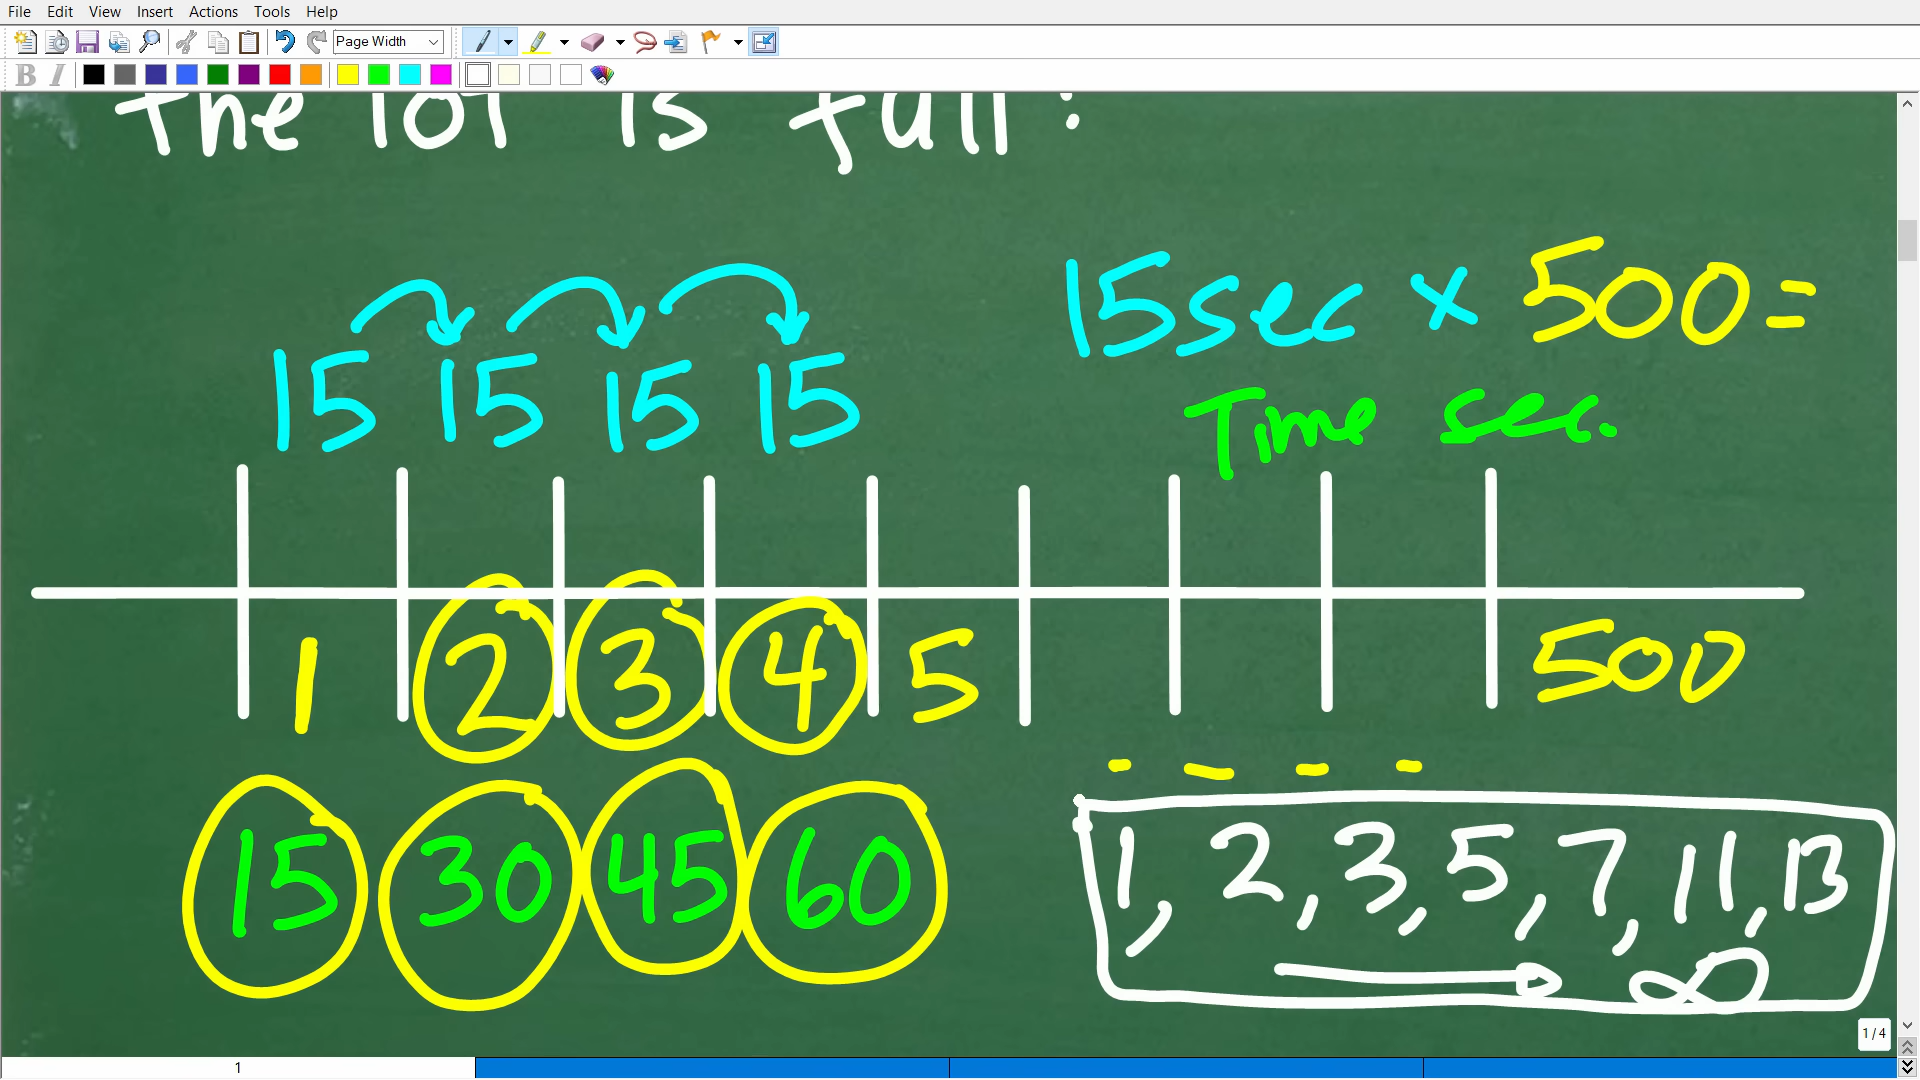 File Edit View Insert Actions Tools Help
Page Width
B I
The lot is full?
15 sec x 500 =
Time sec.
15 15 15 15
1 2 3 4 5 500
15 30 45 60
1, 2, 3, 5, 7, 11, 13
∞
1 / 4
1